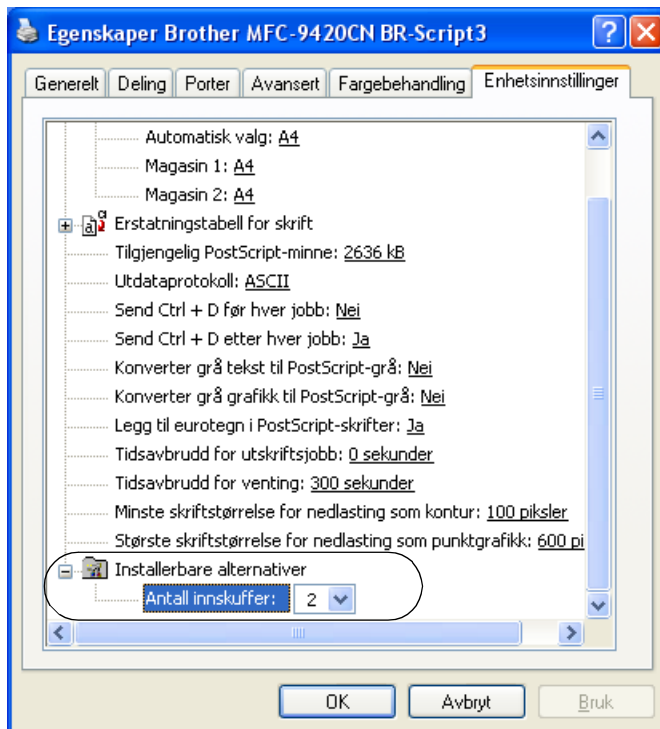 Egenskaper Brother MFC-9420CN BR-Script3
Generelt Deling Porter Avansert Fargebehandling Enhetsinnstillinger
Automatisk valg: A4
Magasin 1: A4
Magasin 2: A4
Erstatningstabell for skrift
Tilgjengelig PostScript-minne: 2636 kB
Utdataprotokoll: ASCII
Send Ctrl + D før hver jobb: Nei
Send Ctrl + D etter hver jobb: Ja
Konverter grå tekst til PostScript-grå: Nei
Konverter grå grafikk til PostScript-grå: Nei
Legg til eurotegn i PostScript-skrifter: Ja
Tidsavbrudd for utskriftsjobb: 0 sekunder
Tidsavbrudd for venting: 300 sekunder
Minste skriftstørrelse for nedlasting som kontur: 100 piksler
Største skriftstørrelse for nedlasting som punktgrafikk: 600 pi
Installerbare alternativer
Antall innskuffer: 2
OK Avbryt Bruk